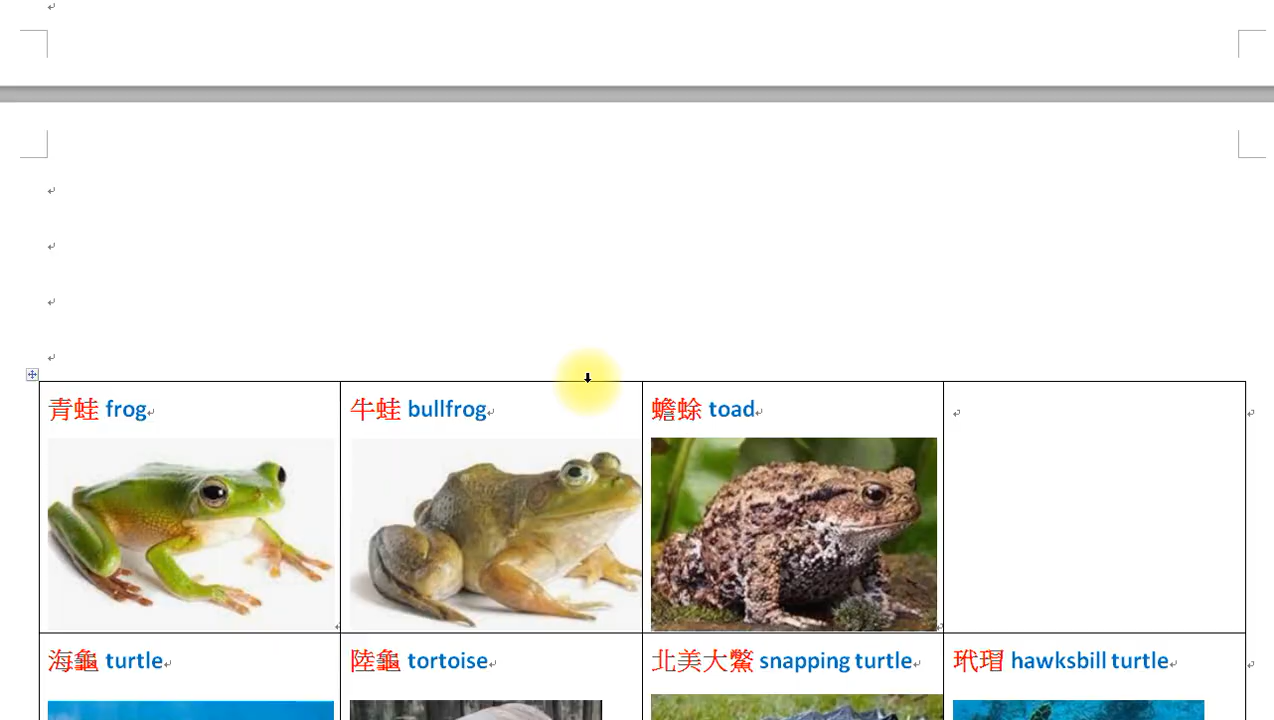 青蛙 frog
牛蛙 bullfrog
蟾蜍 toad
海龜 turtle
陸龜 tortoise
北美大鱉 snapping turtle
玳瑁 hawksbill turtle